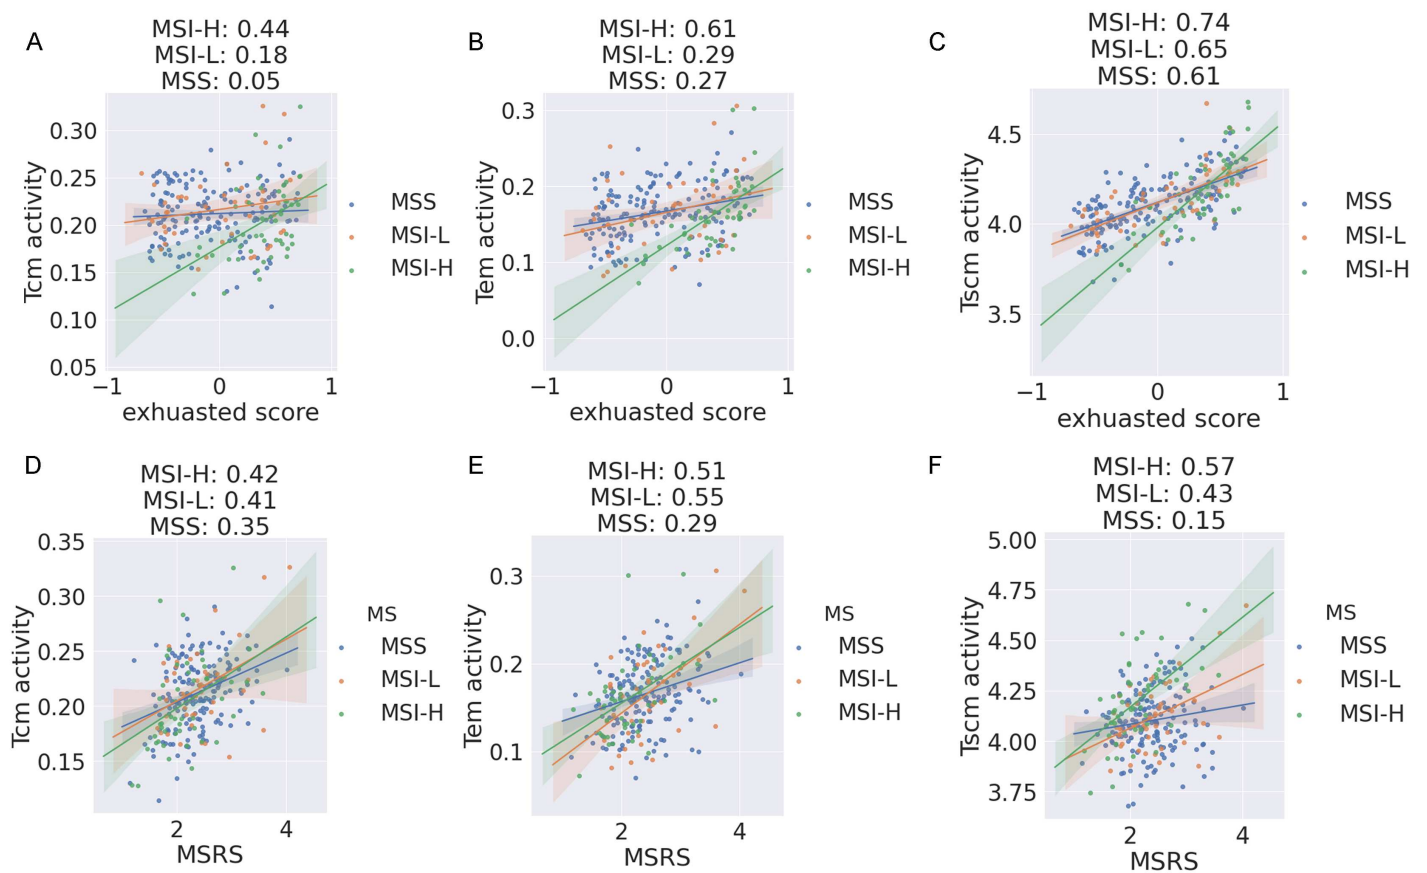 A
MSI-H: 0.44
MSI-L: 0.18
MSS: 0.05
0.30
0.25
0.20
0.15
0.10
0.05
Tcm activity
−1
0
1
exhuasted score
MSS
MSI-L
MSI-H
B
MSI-H: 0.61
MSI-L: 0.29
MSS: 0.27
0.3
0.2
0.1
0.0
Tem activity
−1
0
1
exhuasted score
MSS
MSI-L
MSI-H
C
MSI-H: 0.74
MSI-L: 0.65
MSS: 0.61
4.5
4.0
3.5
Tscm activity
−1
0
1
exhuasted score
MSS
MSI-L
MSI-H
D
MSI-H: 0.42
MSI-L: 0.41
MSS: 0.35
0.35
0.30
0.25
0.20
0.15
Tcm activity
2
4
MSRS
MS
MSS
MSI-L
MSI-H
E
MSI-H: 0.51
MSI-L: 0.55
MSS: 0.29
0.3
0.2
0.1
Tem activity
2
4
MSRS
MS
MSS
MSI-L
MSI-H
F
MSI-H: 0.57
MSI-L: 0.43
MSS: 0.15
5.00
4.75
4.50
4.25
4.00
3.75
Tscm activity
2
4
MSRS
MS
MSS
MSI-L
MSI-H